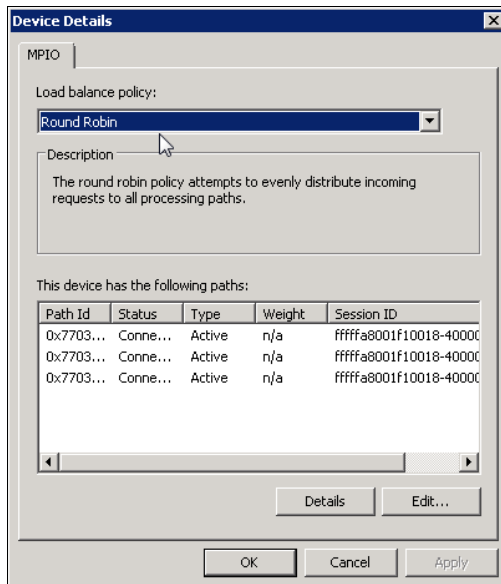 Device Details
MPIO
Load balance policy:
Round Robin
Description
The round robin policy attempts to evenly distribute incoming
requests to all processing paths.
This device has the following paths:
Path Id Status Type Weight Session ID
0x7703... Conne... Active n/a fffffa8001f10018-40000
0x7703... Conne... Active n/a fffffa8001f10018-40000
0x7703... Conne... Active n/a fffffa8001f10018-40000
Details Edit...
OK Cancel Apply